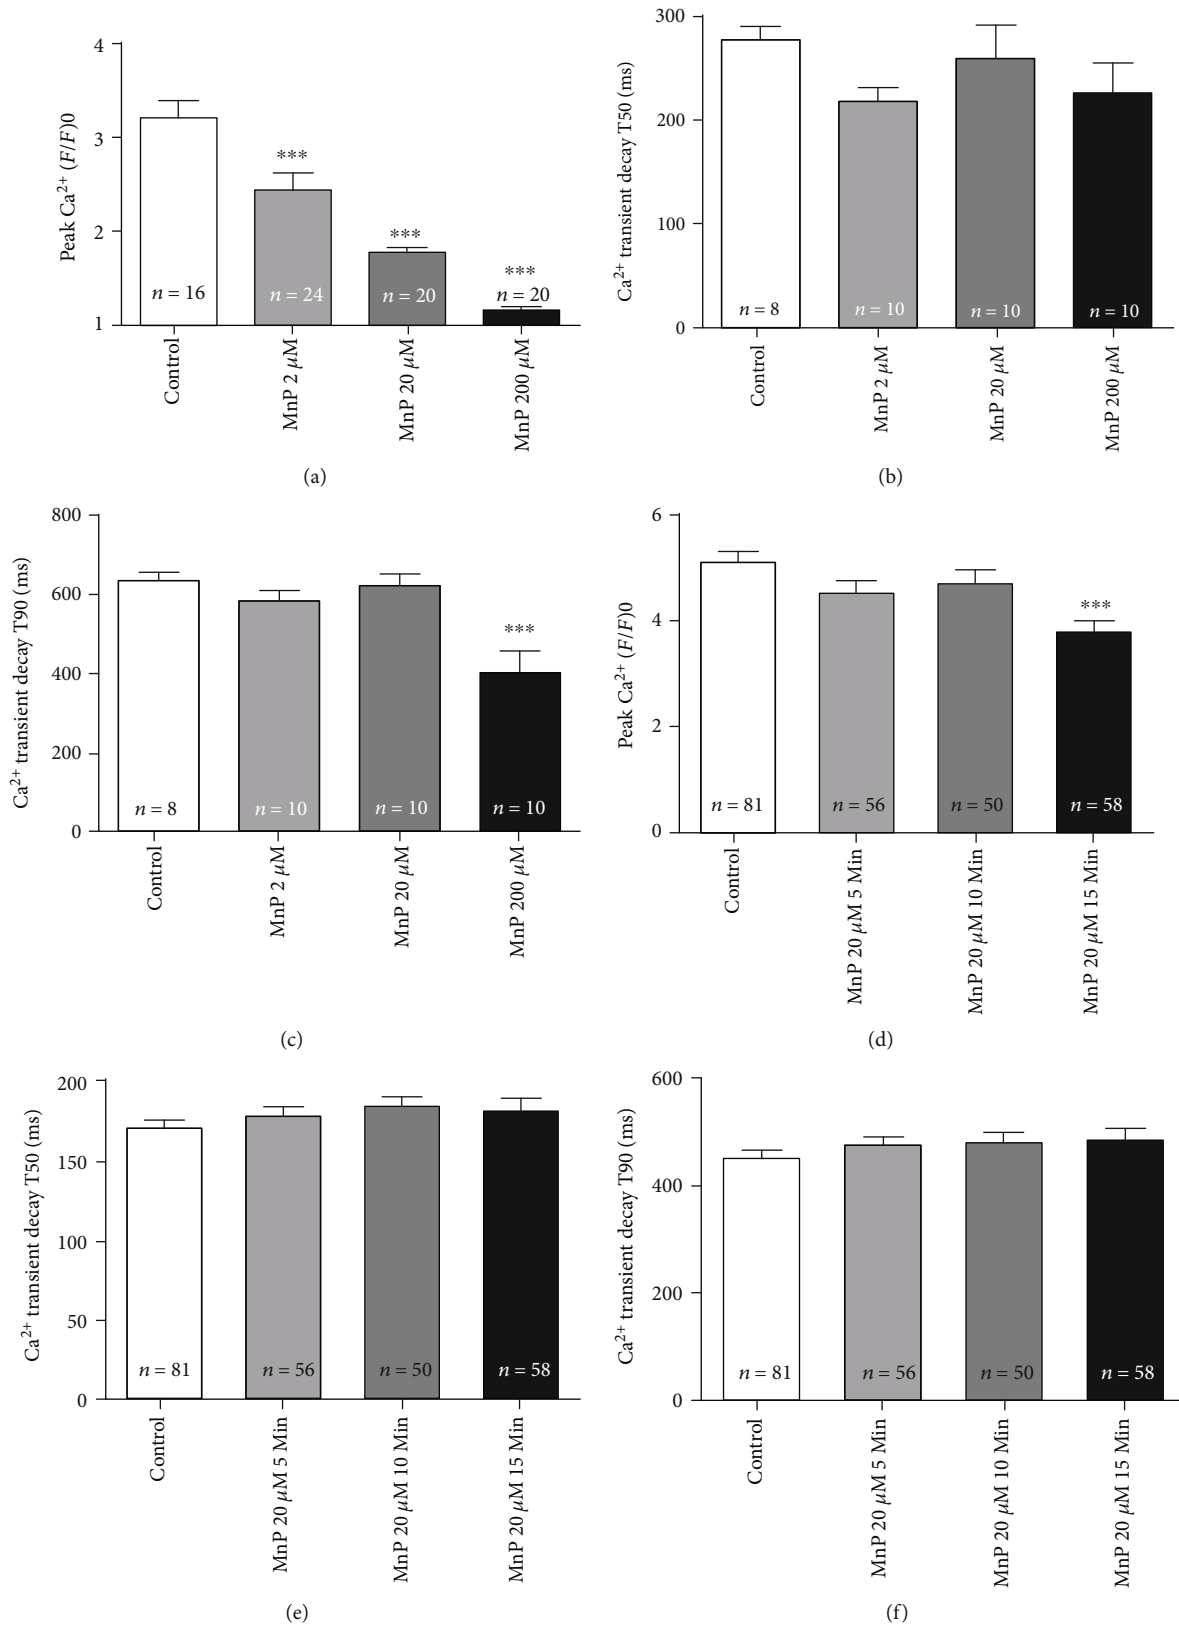 Peak Ca²⁺ (F/F)0
4
3
2
1
***
***
***
n = 16
n = 24
n = 20
n = 20
Control
MnP 2 µM
MnP 20 µM
MnP 200 µM
(a)
Ca²⁺ transient decay T50 (ms)
300
200
100
0
n = 8
n = 10
n = 10
n = 10
Control
MnP 2 µM
MnP 20 µM
MnP 200 µM
(b)
Ca²⁺ transient decay T90 (ms)
800
600
400
200
0
***
n = 8
n = 10
n = 10
n = 10
Control
MnP 2 µM
MnP 20 µM
MnP 200 µM
(c)
Peak Ca²⁺ (F/F)0
6
4
2
0
***
n = 81
n = 56
n = 50
n = 58
Control
MnP 20 µM 5 Min
MnP 20 µM 10 Min
MnP 20 µM 15 Min
(d)
Ca²⁺ transient decay T50 (ms)
200
150
100
50
0
n = 81
n = 56
n = 50
n = 58
Control
MnP 20 µM 5 Min
MnP 20 µM 10 Min
MnP 20 µM 15 Min
(e)
Ca²⁺ transient decay T90 (ms)
600
400
200
0
n = 81
n = 56
n = 50
n = 58
Control
MnP 20 µM 5 Min
MnP 20 µM 10 Min
MnP 20 µM 15 Min
(f)